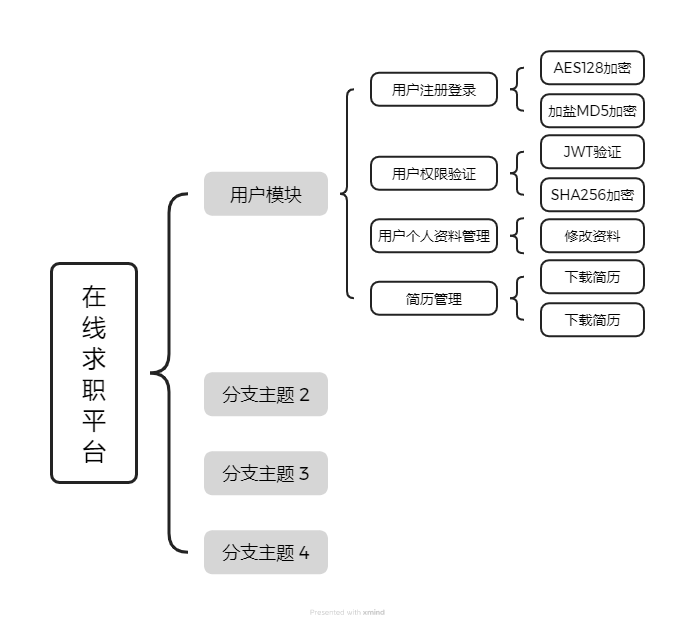 在线求职平台
用户模块
用户注册登录
AES128加密
加盐MD5加密
用户权限验证
JWT验证
SHA256加密
用户个人资料管理
修改资料
简历管理
下载简历
下载简历
分支主题 2
分支主题 3
分支主题 4
Presented with xmind